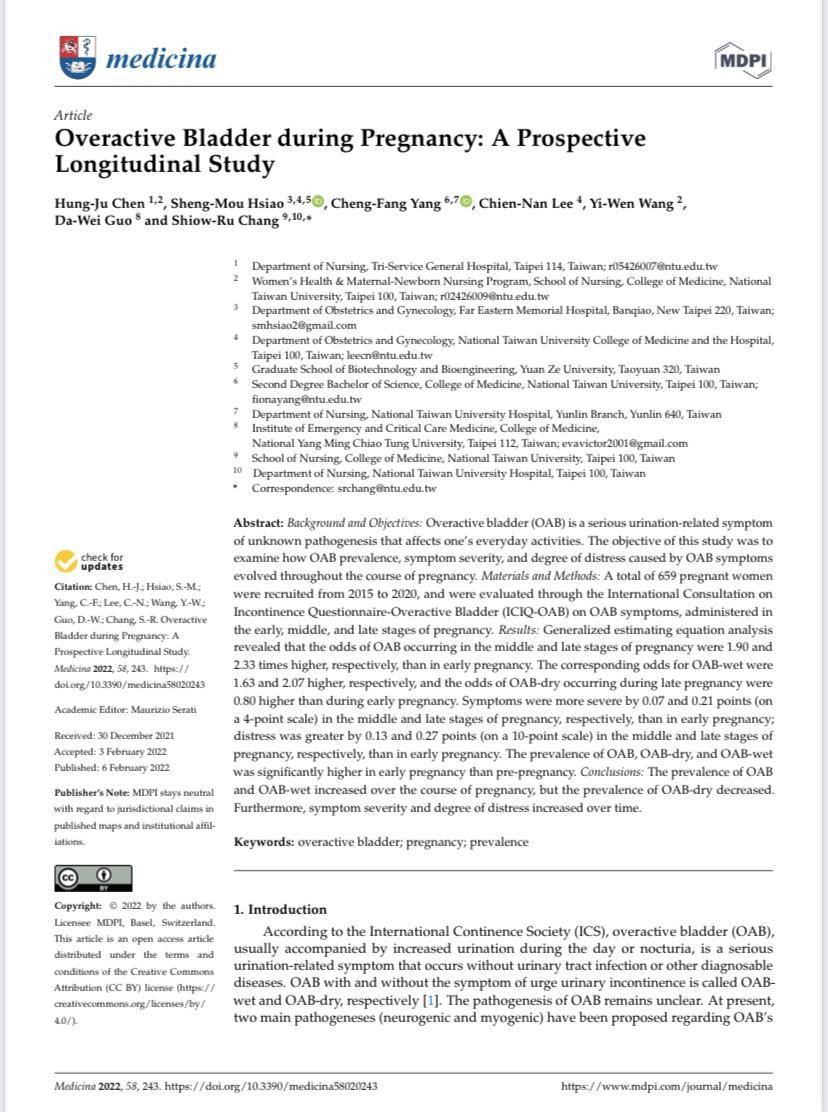 medicina
MDPI
Article
Overactive Bladder during Pregnancy: A Prospective
Longitudinal Study
Hung-Ju Chen 1,2, Sheng-Mou Hsiao 3,4,5, Cheng-Fang Yang 6,7, Chien-Nan Lee 4, Yi-Wen Wang 2,
Da-Wei Guo 8 and Shiow-Ru Chang 9,10,*
1 Department of Nursing, Tri-Service General Hospital, Taipei 114, Taiwan; r05426007@ntu.edu.tw
2 Women's Health & Maternal-Newborn Nursing Program, School of Nursing, College of Medicine, National
Taiwan University, Taipei 100, Taiwan; r02426009@ntu.edu.tw
3 Department of Obstetrics and Gynecology, Far Eastern Memorial Hospital, Banqiao, New Taipei 220, Taiwan;
smhsiao2@gmail.com
4 Department of Obstetrics and Gynecology, National Taiwan University College of Medicine and the Hospital,
Taipei 100, Taiwan; leecn@ntu.edu.tw
5 Graduate School of Biotechnology and Bioengineering, Yuan Ze University, Taoyuan 320, Taiwan
6 Second Degree Bachelor of Science, College of Medicine, National Taiwan University, Taipei 100, Taiwan;
fionayang@ntu.edu.tw
7 Department of Nursing, National Taiwan University Hospital, Yunlin Branch, Yunlin 640, Taiwan
8 Institute of Emergency and Critical Care Medicine, College of Medicine,
National Yang Ming Chiao Tung University, Taipei 112, Taiwan; evavictor2001@gmail.com
9 School of Nursing, College of Medicine, National Taiwan University, Taipei 100, Taiwan
10 Department of Nursing, National Taiwan University Hospital, Taipei 100, Taiwan
* Correspondence: srchang@ntu.edu.tw
Abstract: Background and Objectives: Overactive bladder (OAB) is a serious urination-related symptom
of unknown pathogenesis that affects one's everyday activities. The objective of this study was to
examine how OAB prevalence, symptom severity, and degree of distress caused by OAB symptoms
evolved throughout the course of pregnancy. Materials and Methods: A total of 659 pregnant women
were recruited from 2015 to 2020, and were evaluated through the International Consultation on
Incontinence Questionnaire-Overactive Bladder (ICIQ-OAB) on OAB symptoms, administered in
the early, middle, and late stages of pregnancy. Results: Generalized estimating equation analysis
revealed that the odds of OAB occurring in the middle and late stages of pregnancy were 1.90 and
2.33 times higher, respectively, than in early pregnancy. The corresponding odds for OAB-wet were
1.63 and 2.07 higher, respectively, and the odds of OAB-dry occurring during late pregnancy were
0.80 higher than during early pregnancy. Symptoms were more severe by 0.07 and 0.21 points (on
a 4-point scale) in the middle and late stages of pregnancy, respectively, than in early pregnancy;
distress was greater by 0.13 and 0.27 points (on a 10-point scale) in the middle and late stages of
pregnancy, respectively, than in early pregnancy. The prevalence of OAB, OAB-dry, and OAB-wet
was significantly higher in early pregnancy than pre-pregnancy. Conclusions: The prevalence of OAB
and OAB-wet increased over the course of pregnancy, but the prevalence of OAB-dry decreased.
Furthermore, symptom severity and degree of distress increased over time.
Keywords: overactive bladder; pregnancy; prevalence
check for
updates
Citation: Chen, H.-J.; Hsiao, S.-M.;
Yang, C.-F.; Lee, C.-N.; Wang, Y.-W.;
Guo, D.-W.; Chang, S.-R. Overactive
Bladder during Pregnancy: A
Prospective Longitudinal Study.
Medicina 2022, 58, 243. https://
doi.org/10.3390/medicina58020243
Academic Editor: Maurizio Serati
Received: 30 December 2021
Accepted: 3 February 2022
Published: 6 February 2022
Publisher's Note: MDPI stays neutral
with regard to jurisdictional claims in
published maps and institutional affil-
iations.
cc
BY
Copyright: © 2022 by the authors.
Licensee MDPI, Basel, Switzerland.
This article is an open access article
distributed under the terms and
conditions of the Creative Commons
Attribution (CC BY) license (https://
creativecommons.org/licenses/by/
4.0/).
1. Introduction
According to the International Continence Society (ICS), overactive bladder (OAB),
usually accompanied by increased urination during the day or nocturia, is a serious
urination-related symptom that occurs without urinary tract infection or other diagnosable
diseases. OAB with and without the symptom of urge urinary incontinence is called OAB-
wet and OAB-dry, respectively [1]. The pathogenesis of OAB remains unclear. At present,
two main pathogeneses (neurogenic and myogenic) have been proposed regarding OAB's
Medicina 2022, 58, 243. https://doi.org/10.3390/medicina58020243
https://www.mdpi.com/journal/medicina